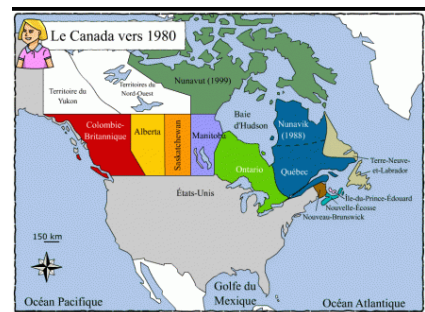 Le Canada vers 1980
Nunavut (1999)
Territoire du
Yukon
Territoires du
Nord-Ouest
Colombie-
Britannique
Alberta
Saskatchewan
Manitoba
Baie
d'Hudson
Nunavik
(1988)
Ontario
Québec
Terre-Neuve-
et-Labrador
Île-du-Prince-Édouard
Nouvelle-Écosse
Nouveau-Brunswick
États-Unis
150 km
Golfe du
Mexique
Océan Pacifique
Océan Atlantique